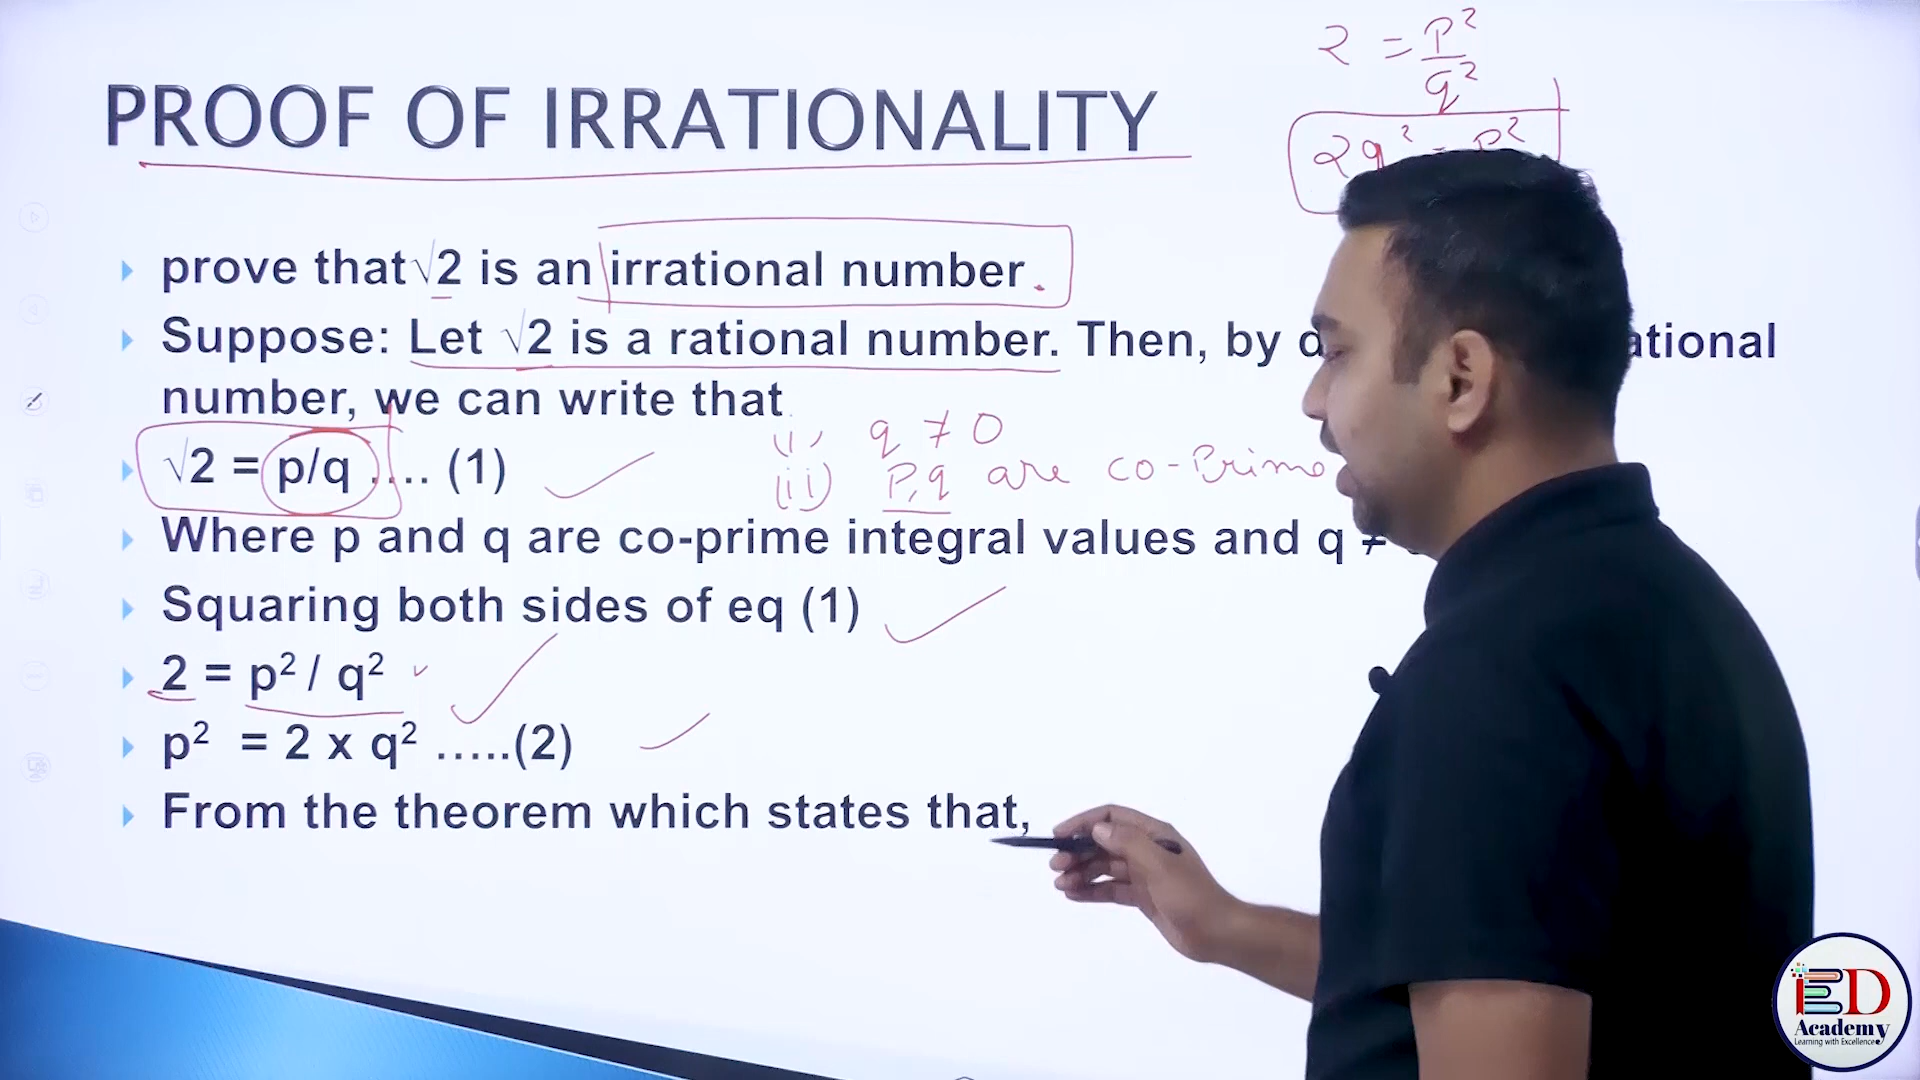 2 = p²
q²
PROOF OF IRRATIONALITY
2q² = p²
prove that √2 is an irrational number.
Suppose: Let √2 is a rational number. Then, by
number, we can write that
(i) q ≠ 0
√2 = p/q .... (1)
(ii) P,q are co-Prime
Where p and q are co-prime integral values and q ≠
Squaring both sides of eq (1)
2 = p² / q²
p² = 2 x q² .....(2)
From the theorem which states that,
ED
Academy
Learning with Excellence